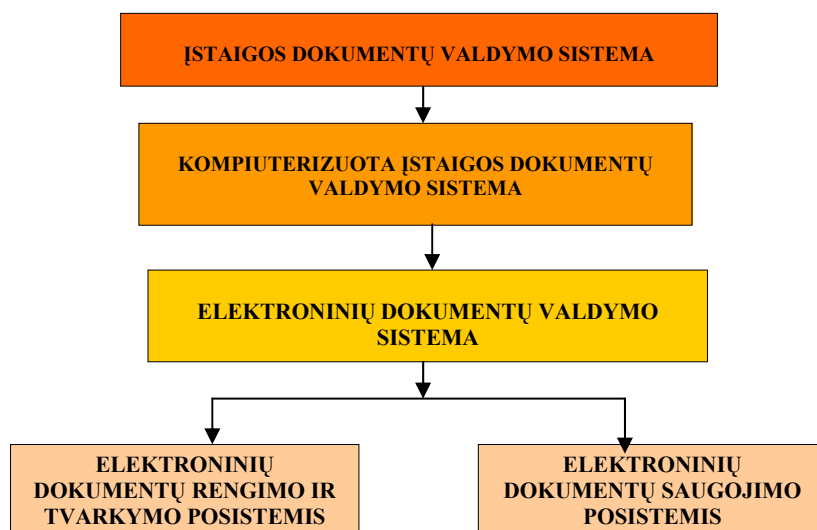 ĮSTAIGOS DOKUMENTŲ VALDYMO SISTEMA
KOMPIUTERIZUOTA ĮSTAIGOS DOKUMENTŲ
VALDYMO SISTEMA
ELEKTRONINIŲ DOKUMENTŲ VALDYMO
SISTEMA
ELEKTRONINIŲ
DOKUMENTŲ RENGIMO IR
TVARKYMO POSISTEMIS
ELEKTRONINIŲ
DOKUMENTŲ SAUGOJIMO
POSISTEMIS